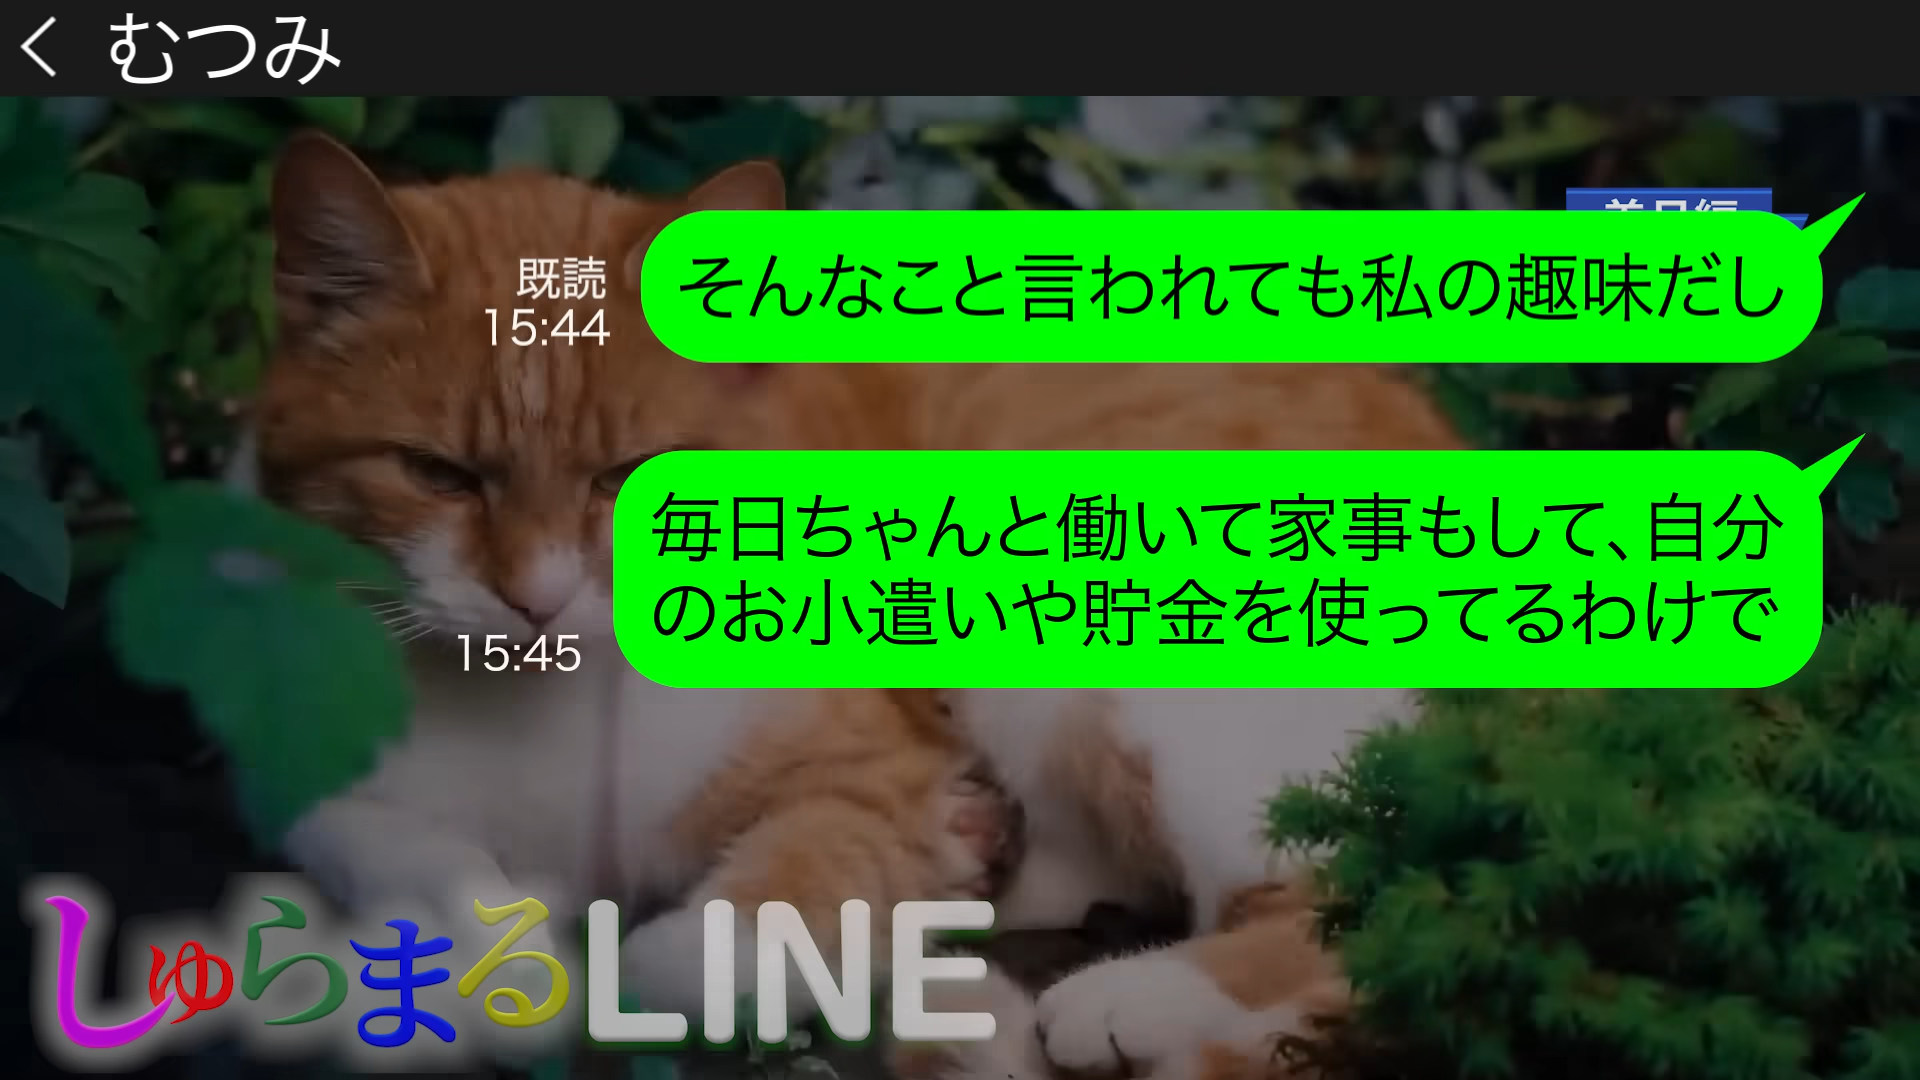 むつみ
そんなこと言われても私の趣味だし
既読
15:44
毎日ちゃんと働いて家事もして、自分
のお小遣いや貯金を使ってるわけで
15:45
しゅらまるLINE